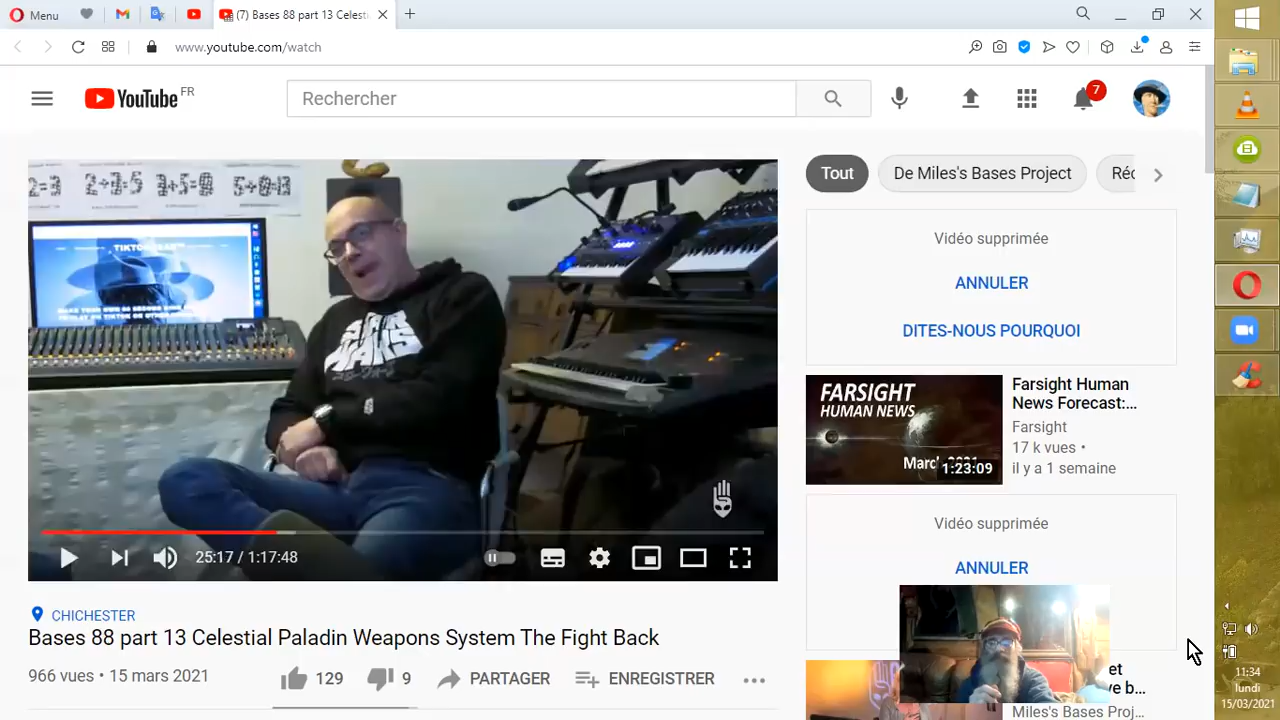 Menu
(7) Bases 88 part 13 Celest
www.youtube.com/watch
YouTube FR
Rechercher
7
Tout
De Miles's Bases Project
Réc
2=3
2+3=5
3+5=8
5+8=13
TIKTOK
25:17 / 1:17:48
CHICHESTER
Bases 88 part 13 Celestial Paladin Weapons System The Fight Back
966 vues • 15 mars 2021
129
9
PARTAGER
ENREGISTRER
Vidéo supprimée
ANNULER
DITES-NOUS POURQUOI
FARSIGHT
HUMAN NEWS
1:23:09
Farsight Human
News Forecast:...
Farsight
17 k vues •
il y a 1 semaine
Vidéo supprimée
ANNULER
et
ve b...
Miles's Bases Proj...
11:34
lundi
15/03/2021